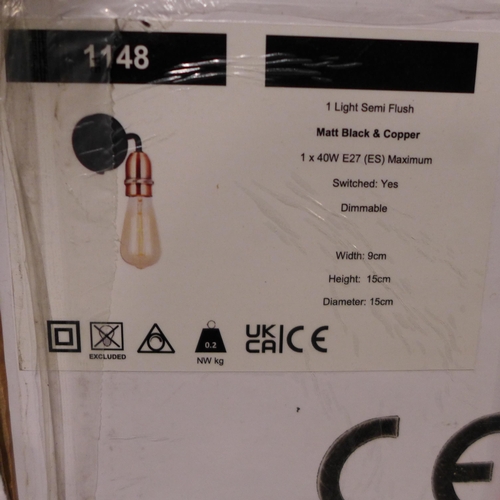 1148
1 Light Semi Flush
Matt Black & Copper
1 x 40W E27 (ES) Maximum
Switched: Yes
Dimmable
Width: 9cm
Height: 15cm
Diameter: 15cm
EXCLUDED
0.2
NW kg
UK
CA
CE
CE